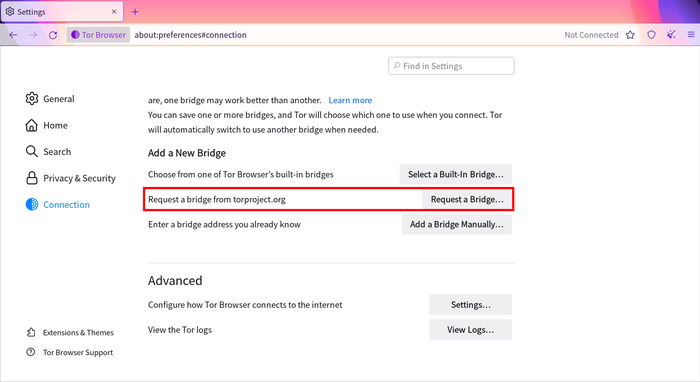 Settings
Tor Browser about:preferences#connection Not Connected
Find in Settings
General
Home
Search
Privacy & Security
Connection
Extensions & Themes
Tor Browser Support
are, one bridge may work better than another. Learn more
You can save one or more bridges, and Tor will choose which one to use when you connect. Tor
will automatically switch to use another bridge when needed.
Add a New Bridge
Choose from one of Tor Browser's built-in bridges Select a Built-In Bridge…
Request a bridge from torproject.org Request a Bridge…
Enter a bridge address you already know Add a Bridge Manually…
Advanced
Configure how Tor Browser connects to the internet Settings…
View the Tor logs View Logs…